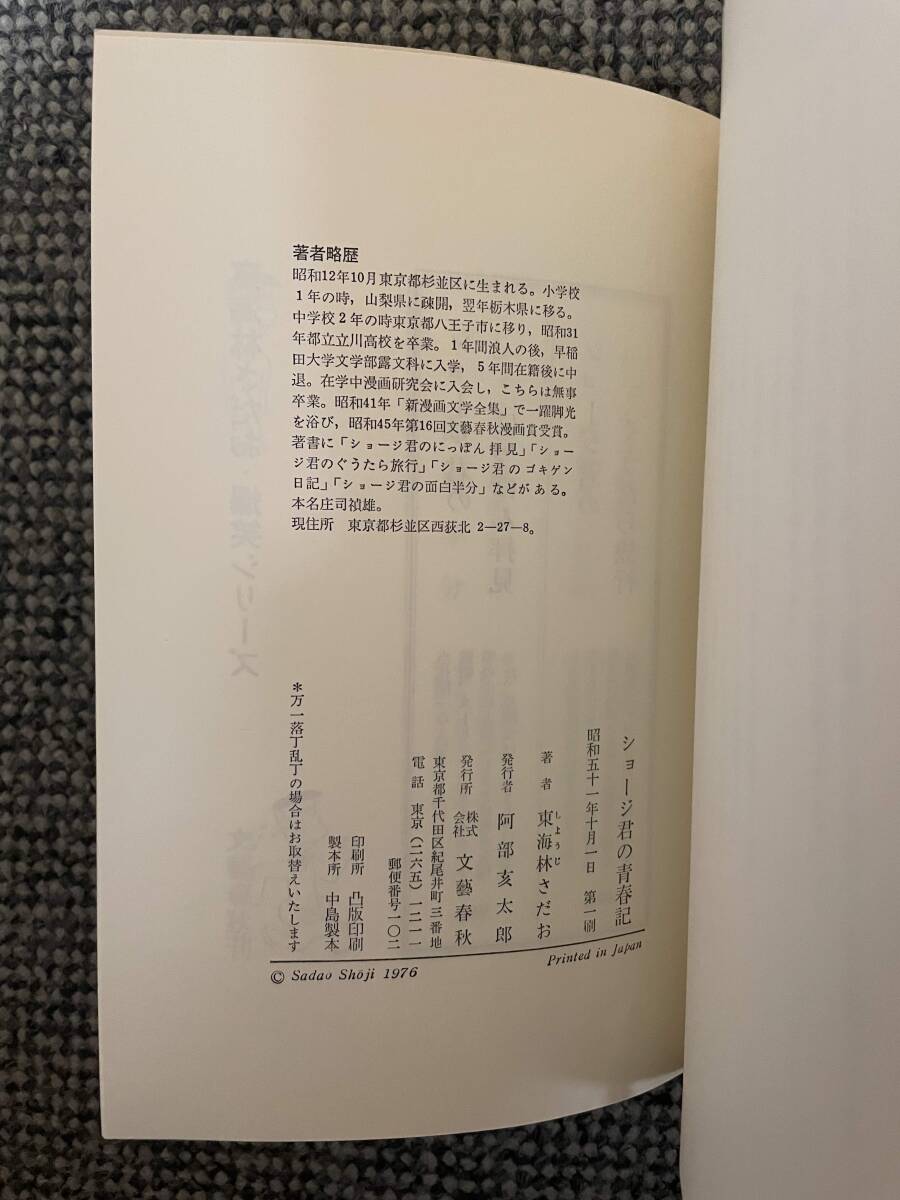 著者略歴
昭和12年10月東京都杉並区に生まれる。小学校
1年の時，山梨県に疎開，翌年栃木県に移る。
中学校2年の時東京都八王子市に移り，昭和31
年都立立川高校を卒業。1年間浪人の後，早稲
田大学文学部露文科に入学，5年間在籍後に中
退。在学中漫画研究会に入会し，こちらは無事
卒業。昭和41年「新漫画文学全集」で一躍脚光
を浴び，昭和45年第16回文藝春秋漫画賞受賞。
著書に「ショージ君のにっぽん拝見」「ショー
ジ君のぐうたら旅行」「ショージ君のゴキゲン
日記」「ショージ君の面白半分」などがある。
本名庄司禎雄。
現住所　東京都杉並区西荻北 2―27―8。
ショージ君の青春記
昭和五十一年十月一日　第一刷
著者　東海林さだお
しようじ
発行者　阿部亥太郎
発行所　株式会社　文藝春秋
東京都千代田区紀尾井町三番地
電話　東京（二六五）一二一一
郵便番号一〇二
印刷所　凸版印刷
製本所　中島製本
＊万一落丁乱丁の場合はお取替えいたします
© Sadao Shōji 1976
Printed in Japan